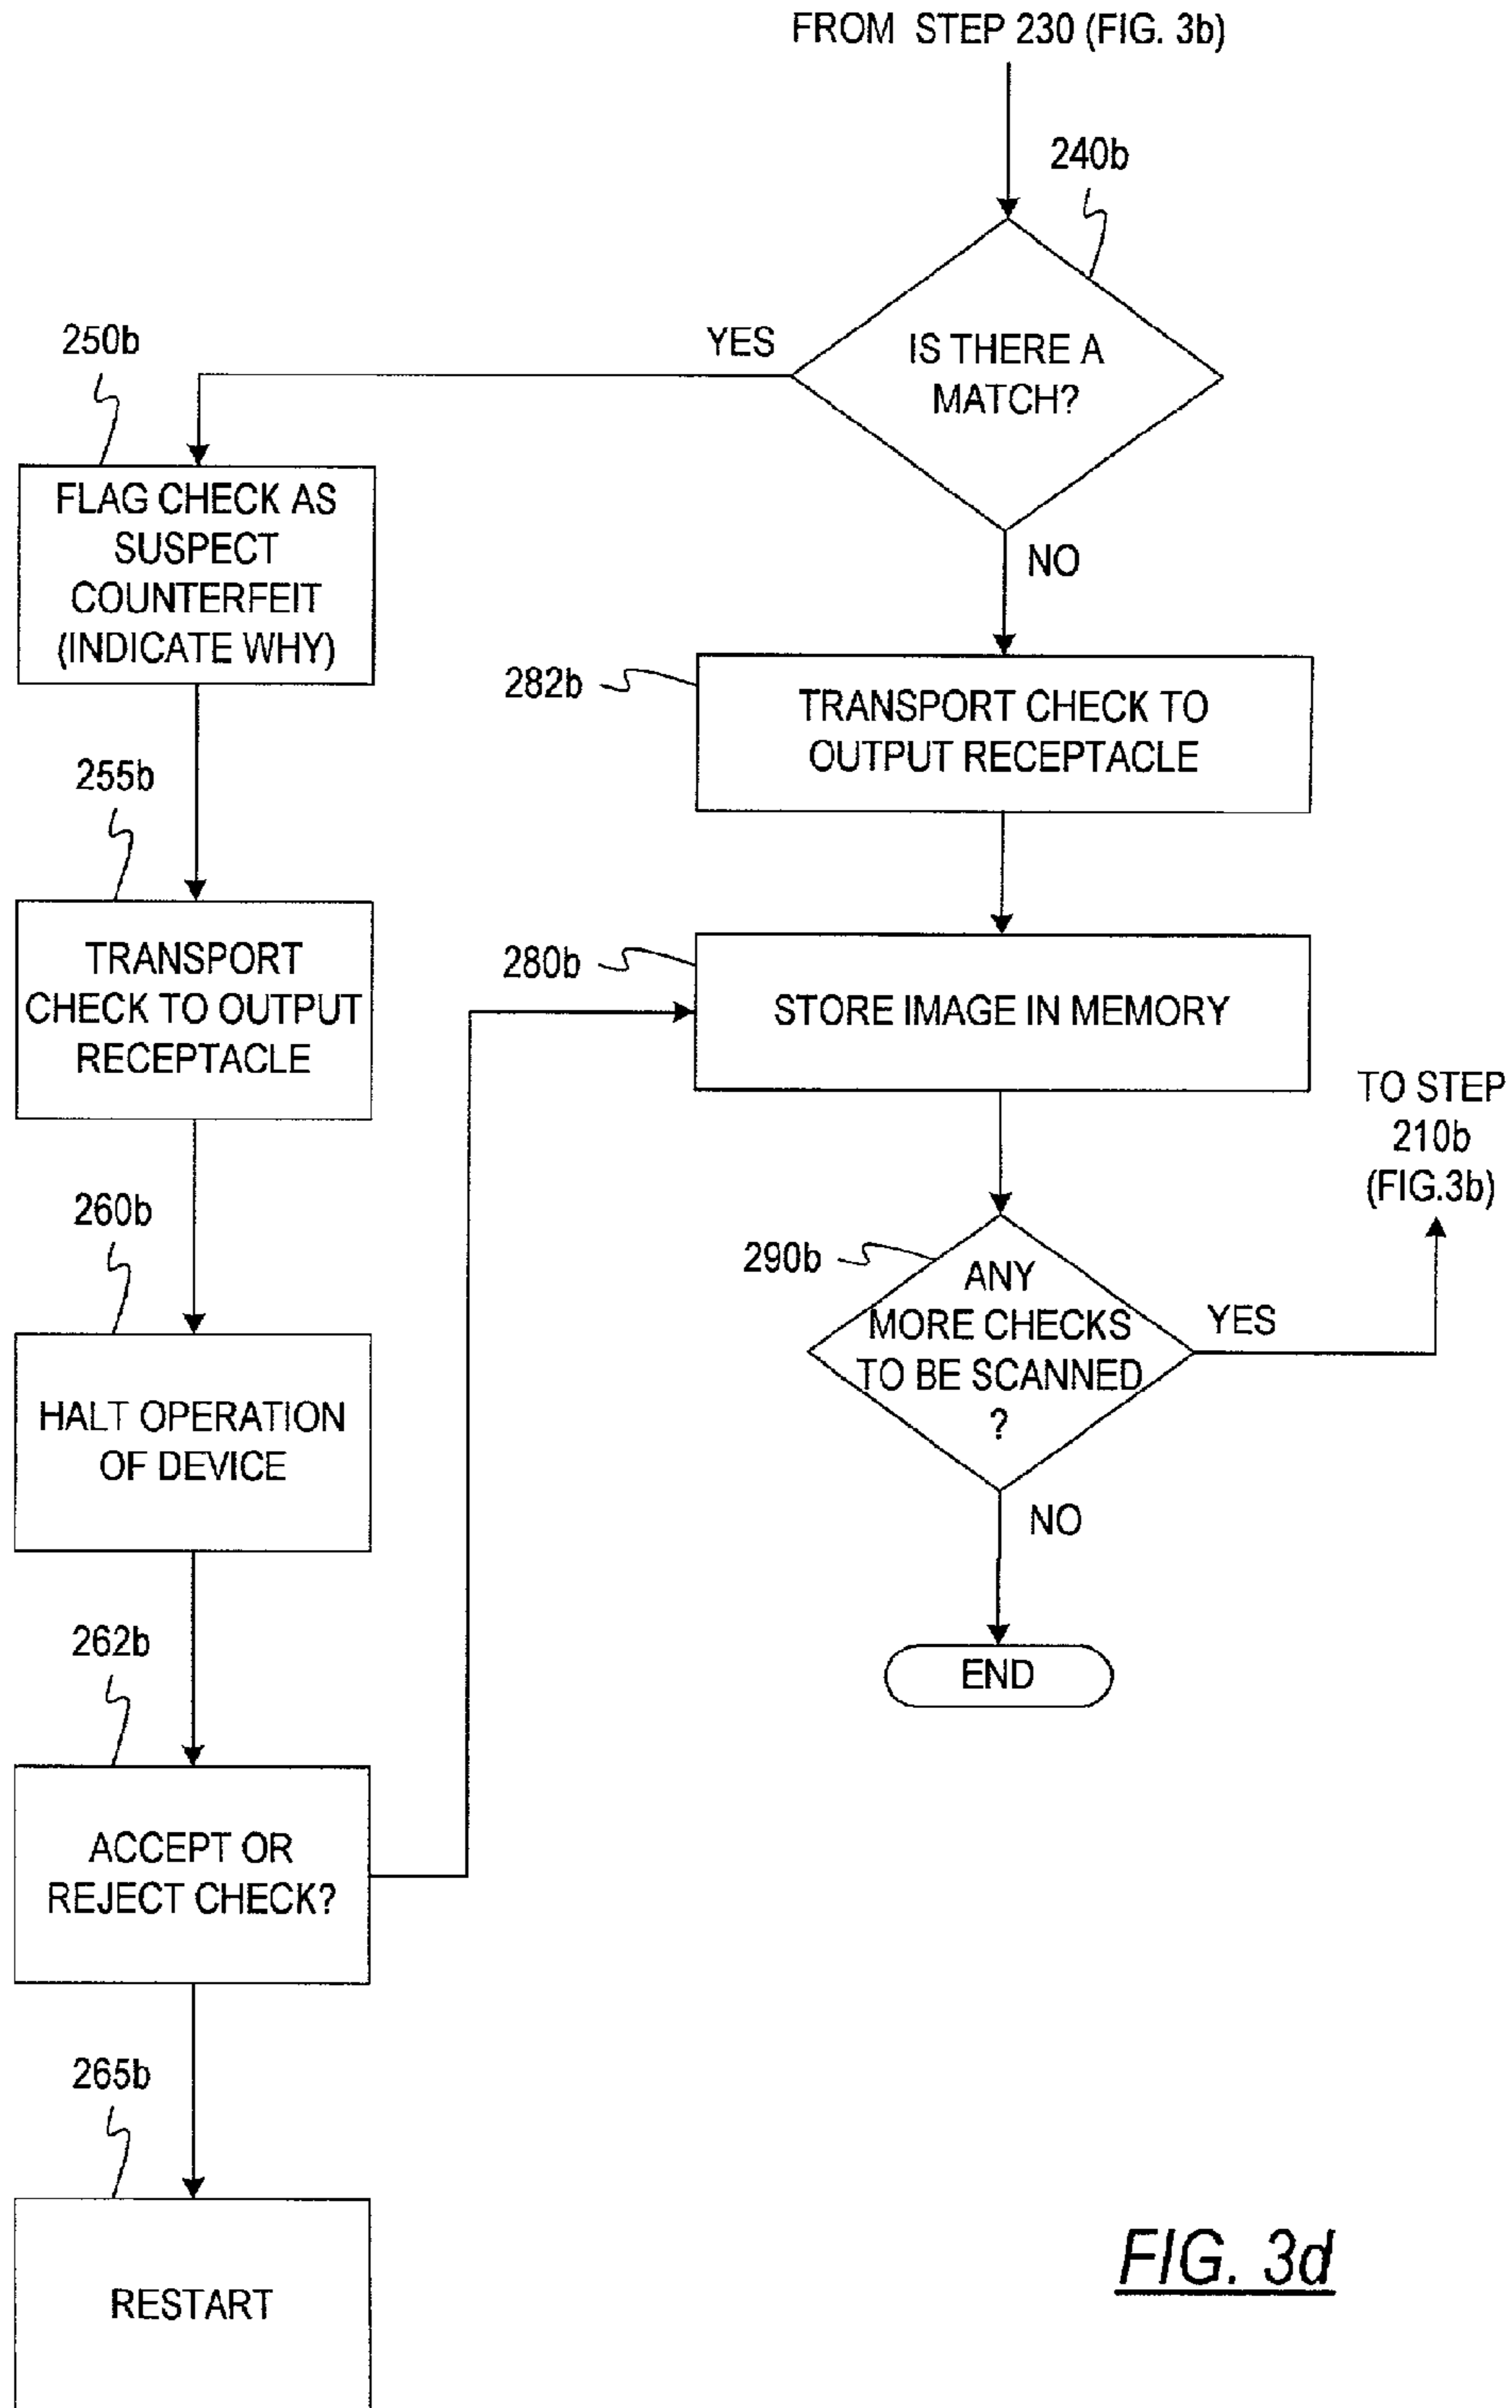 FROM STEP 230 (FIG. 3b)
240b
IS THERE A
MATCH?
YES
NO
250b
FLAG CHECK AS
SUSPECT
COUNTERFEIT
(INDICATE WHY)
255b
TRANSPORT
CHECK TO OUTPUT
RECEPTACLE
260b
HALT OPERATION
OF DEVICE
262b
ACCEPT OR
REJECT CHECK?
265b
RESTART
282b
TRANSPORT CHECK TO
OUTPUT RECEPTACLE
280b
STORE IMAGE IN MEMORY
290b
ANY
MORE CHECKS
TO BE SCANNED
?
YES
TO STEP
210b
(FIG.3b)
NO
END
FIG. 3d